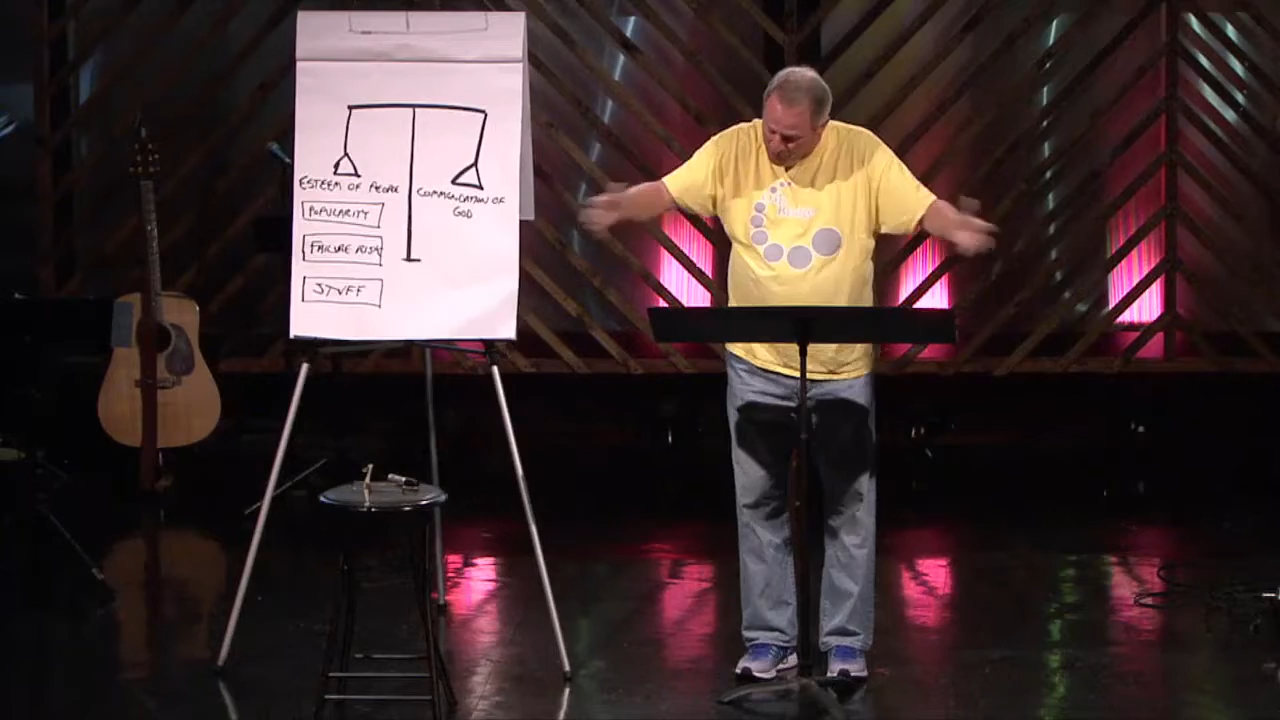 ESTEEM OF PEOPLE
COMMENDATION OF
GOD
POPULARITY
FAILURE RISK
STUFF